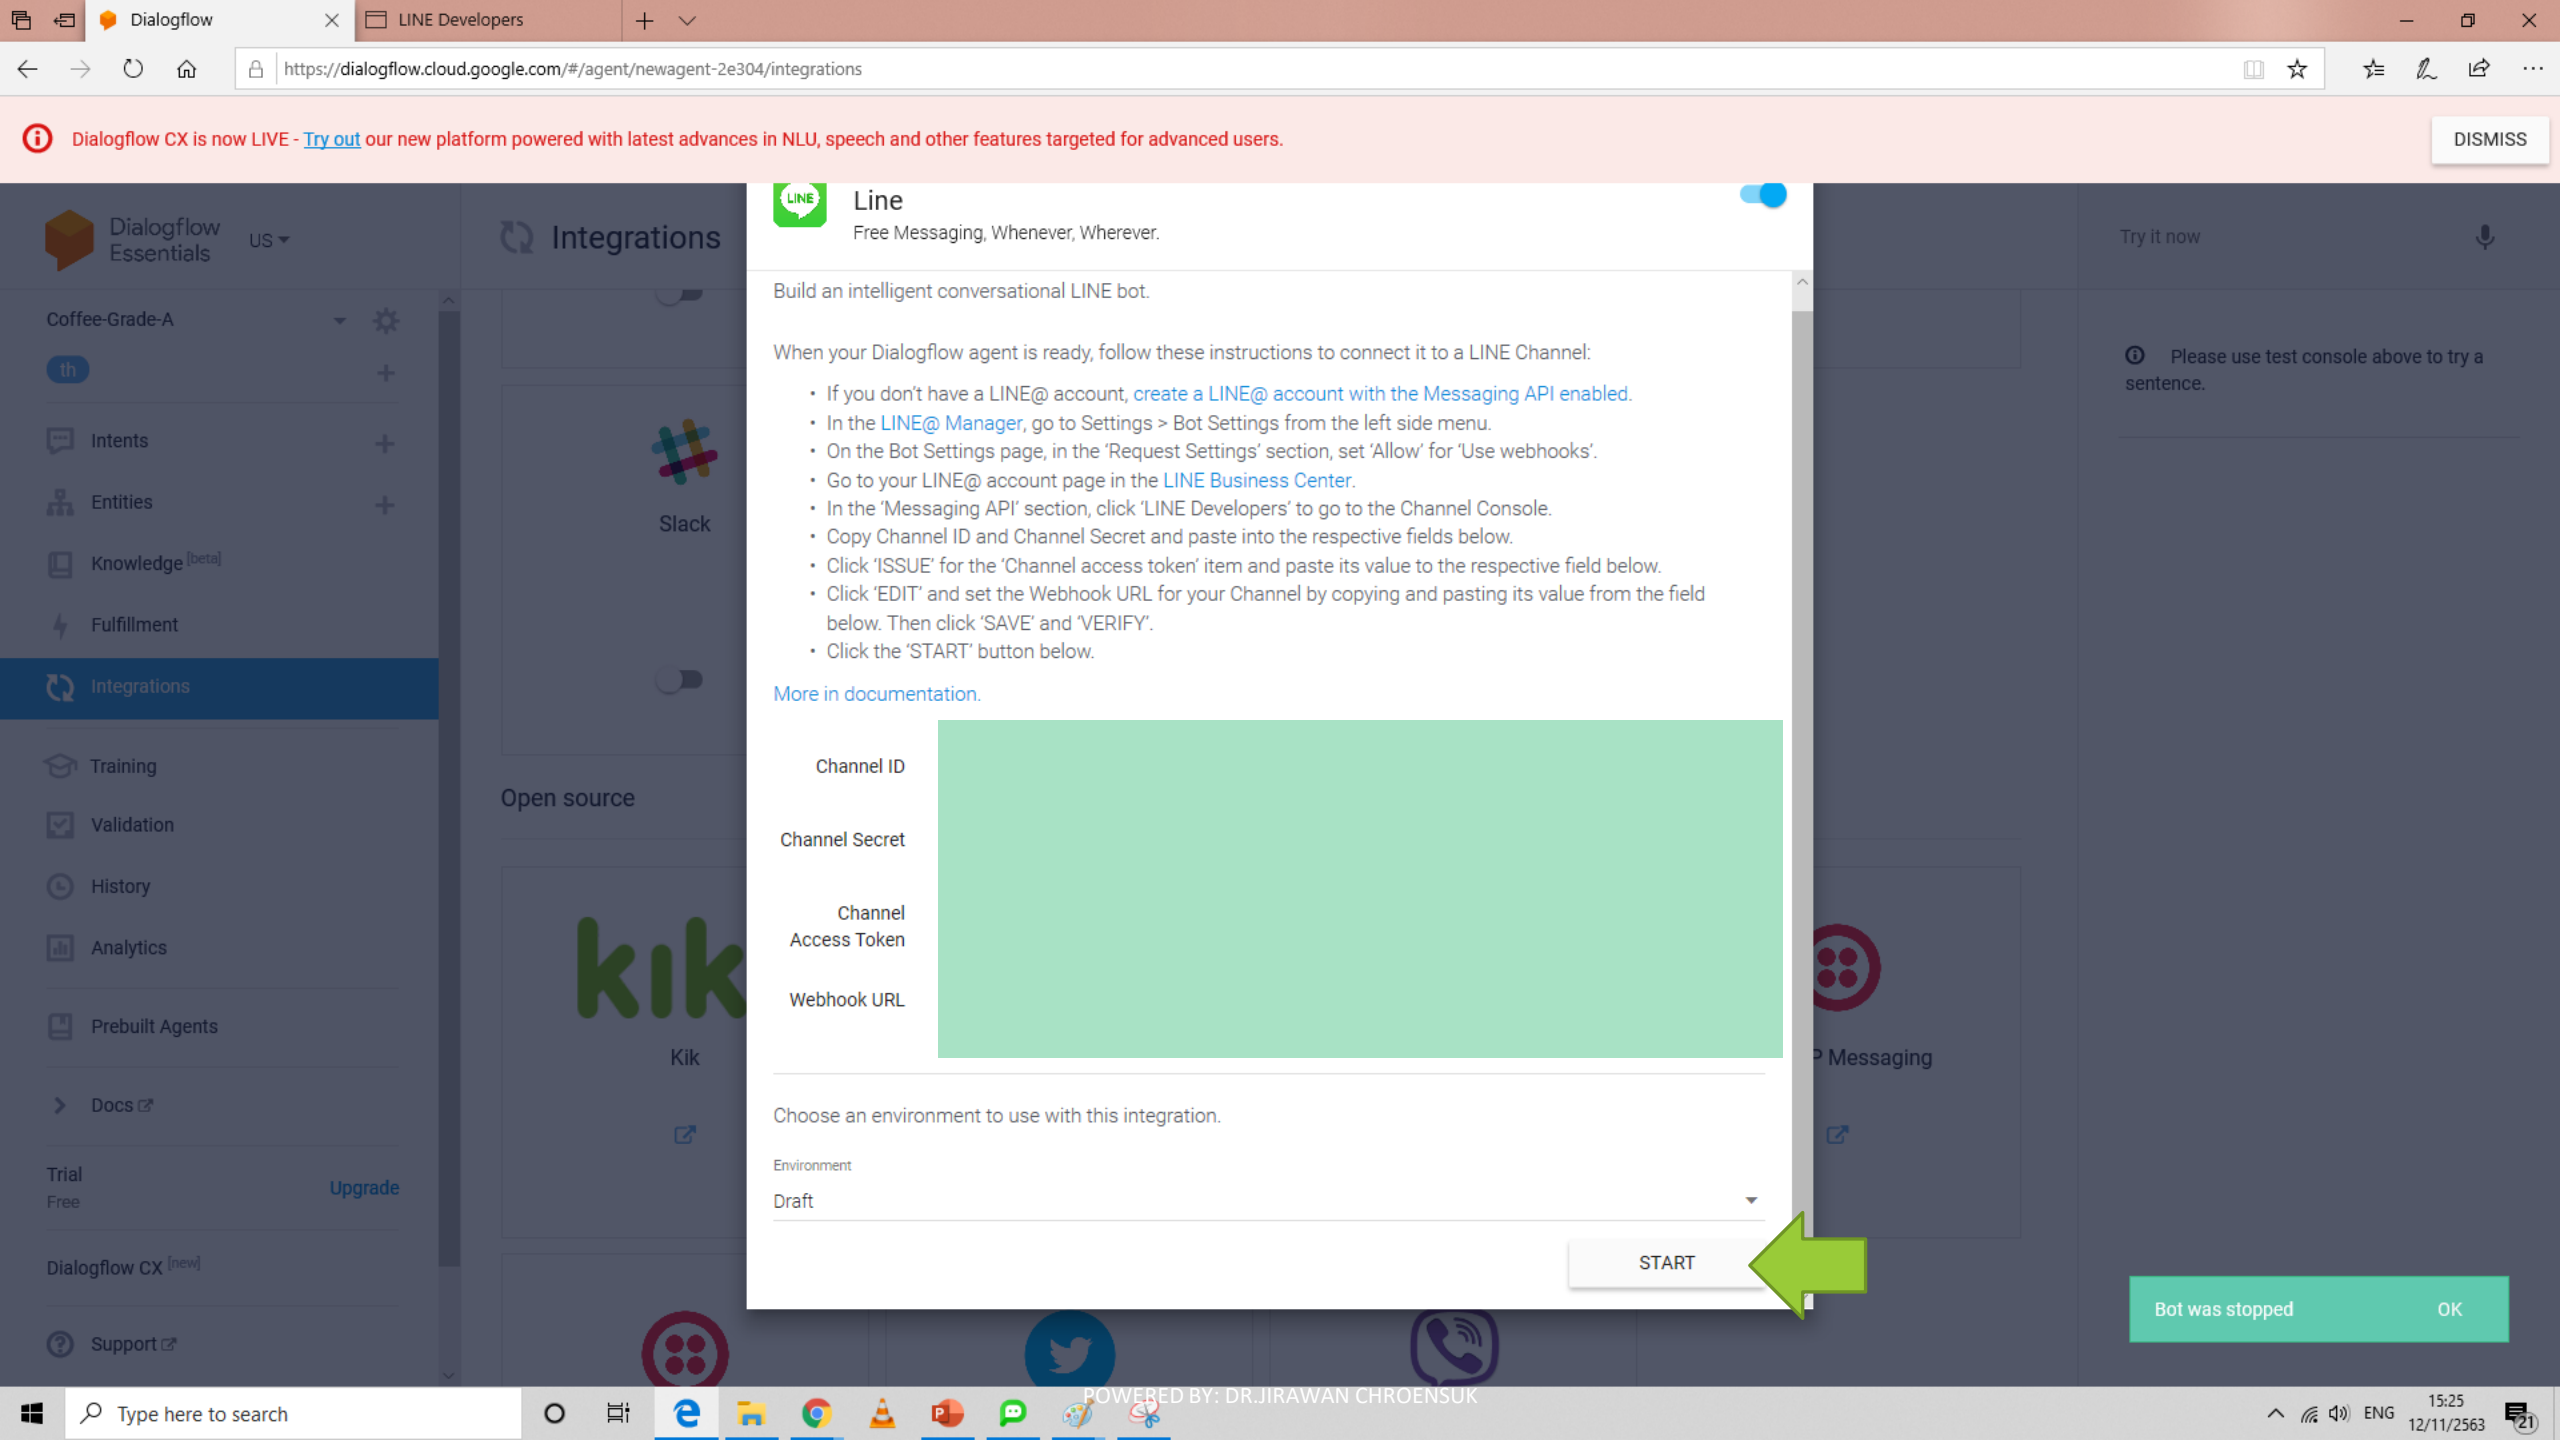 Dialogflow
LINE Developers
https://dialogflow.cloud.google.com/#/agent/newagent-2e304/integrations
Dialogflow CX is now LIVE - Try out our new platform powered with latest advances in NLU, speech and other features targeted for advanced users.
DISMISS
Dialogflow
Essentials
US
Integrations
LINE
Line
Free Messaging, Whenever, Wherever.
Try it now
Coffee-Grade-A
th
Intents
Entities
Knowledge [beta]
Fulfillment
Integrations
Training
Validation
History
Analytics
Prebuilt Agents
Docs
Trial
Free
Upgrade
Dialogflow CX [new]
Support
Slack
Open source
kik
Kik
Build an intelligent conversational LINE bot.
When your Dialogflow agent is ready, follow these instructions to connect it to a LINE Channel:
• If you don't have a LINE@ account, create a LINE@ account with the Messaging API enabled.
• In the LINE@ Manager, go to Settings > Bot Settings from the left side menu.
• On the Bot Settings page, in the 'Request Settings' section, set 'Allow' for 'Use webhooks'.
• Go to your LINE@ account page in the LINE Business Center.
• In the 'Messaging API' section, click 'LINE Developers' to go to the Channel Console.
• Copy Channel ID and Channel Secret and paste into the respective fields below.
• Click 'ISSUE' for the 'Channel access token' item and paste its value to the respective field below.
• Click 'EDIT' and set the Webhook URL for your Channel by copying and pasting its value from the field
below. Then click 'SAVE' and 'VERIFY'.
• Click the 'START' button below.
More in documentation.
Channel ID
Channel Secret
Channel
Access Token
Webhook URL
Choose an environment to use with this integration.
Environment
Draft
START
P Messaging
Please use test console above to try a
sentence.
Bot was stopped
OK
POWERED BY: DR.JIRAWAN CHROENSUK
Type here to search
ENG
15:25
12/11/2563
21